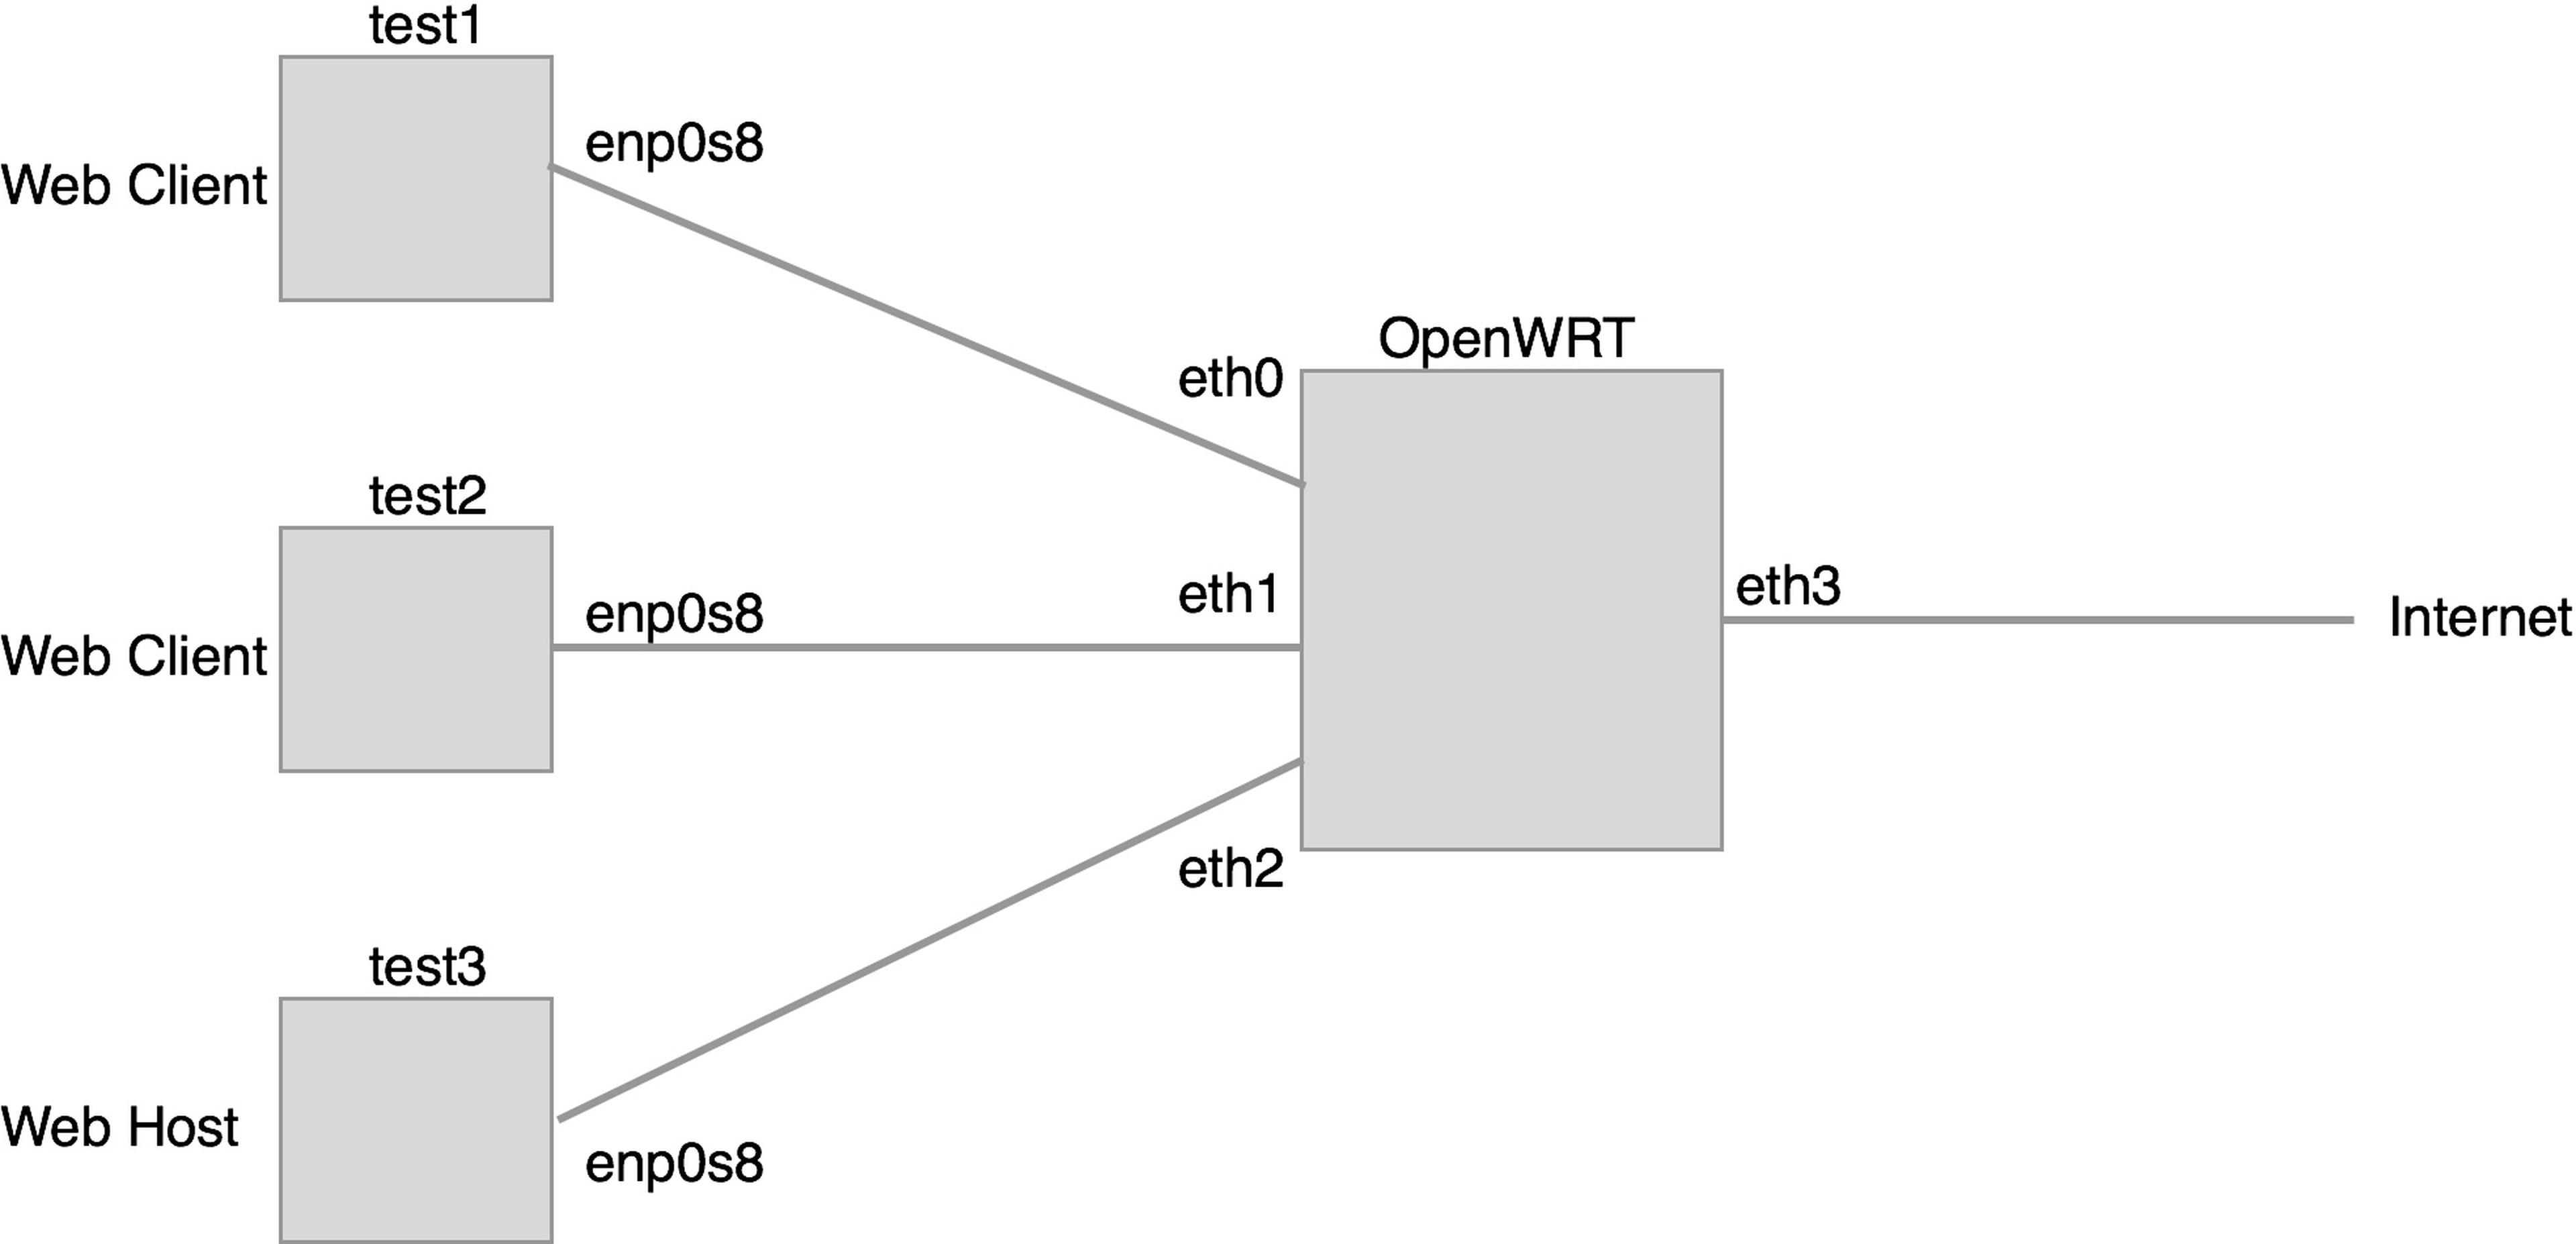 test1
enp0s8
Web Client
OpenWRT
eth0
test2
eth1
eth3
enp0s8
Internet
Web Client
eth2
test3
Web Host
enp0s8